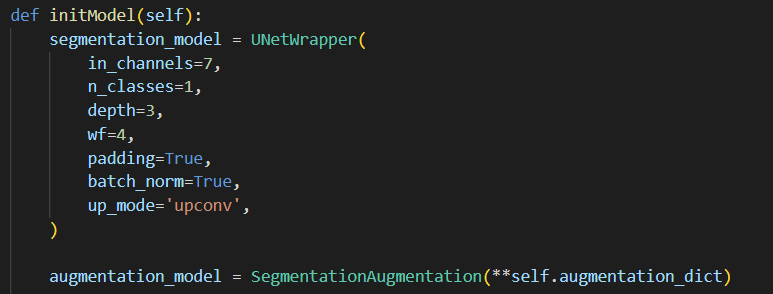 def initModel(self):
    segmentation_model = UNetWrapper(
        in_channels=7,
        n_classes=1,
        depth=3,
        wf=4,
        padding=True,
        batch_norm=True,
        up_mode='upconv',
    )

    augmentation_model = SegmentationAugmentation(**self.augmentation_dict)